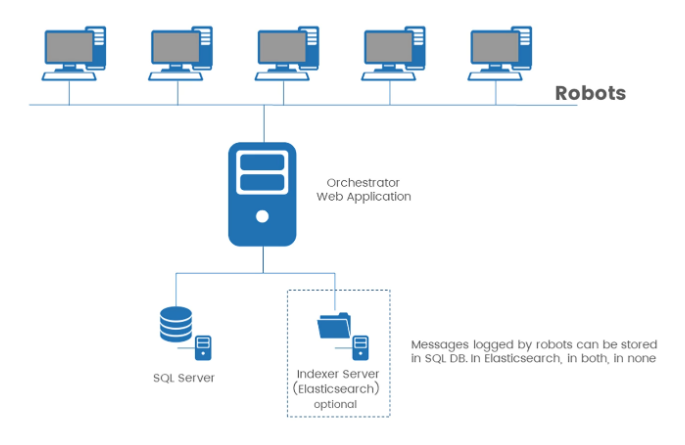 Robots
Orchestrator
Web Application
SQL Server
Indexer Server
(Elasticsearch)
optional
Messages logged by robots can be stored
in SQL DB. In Elasticsearch, in both, in none